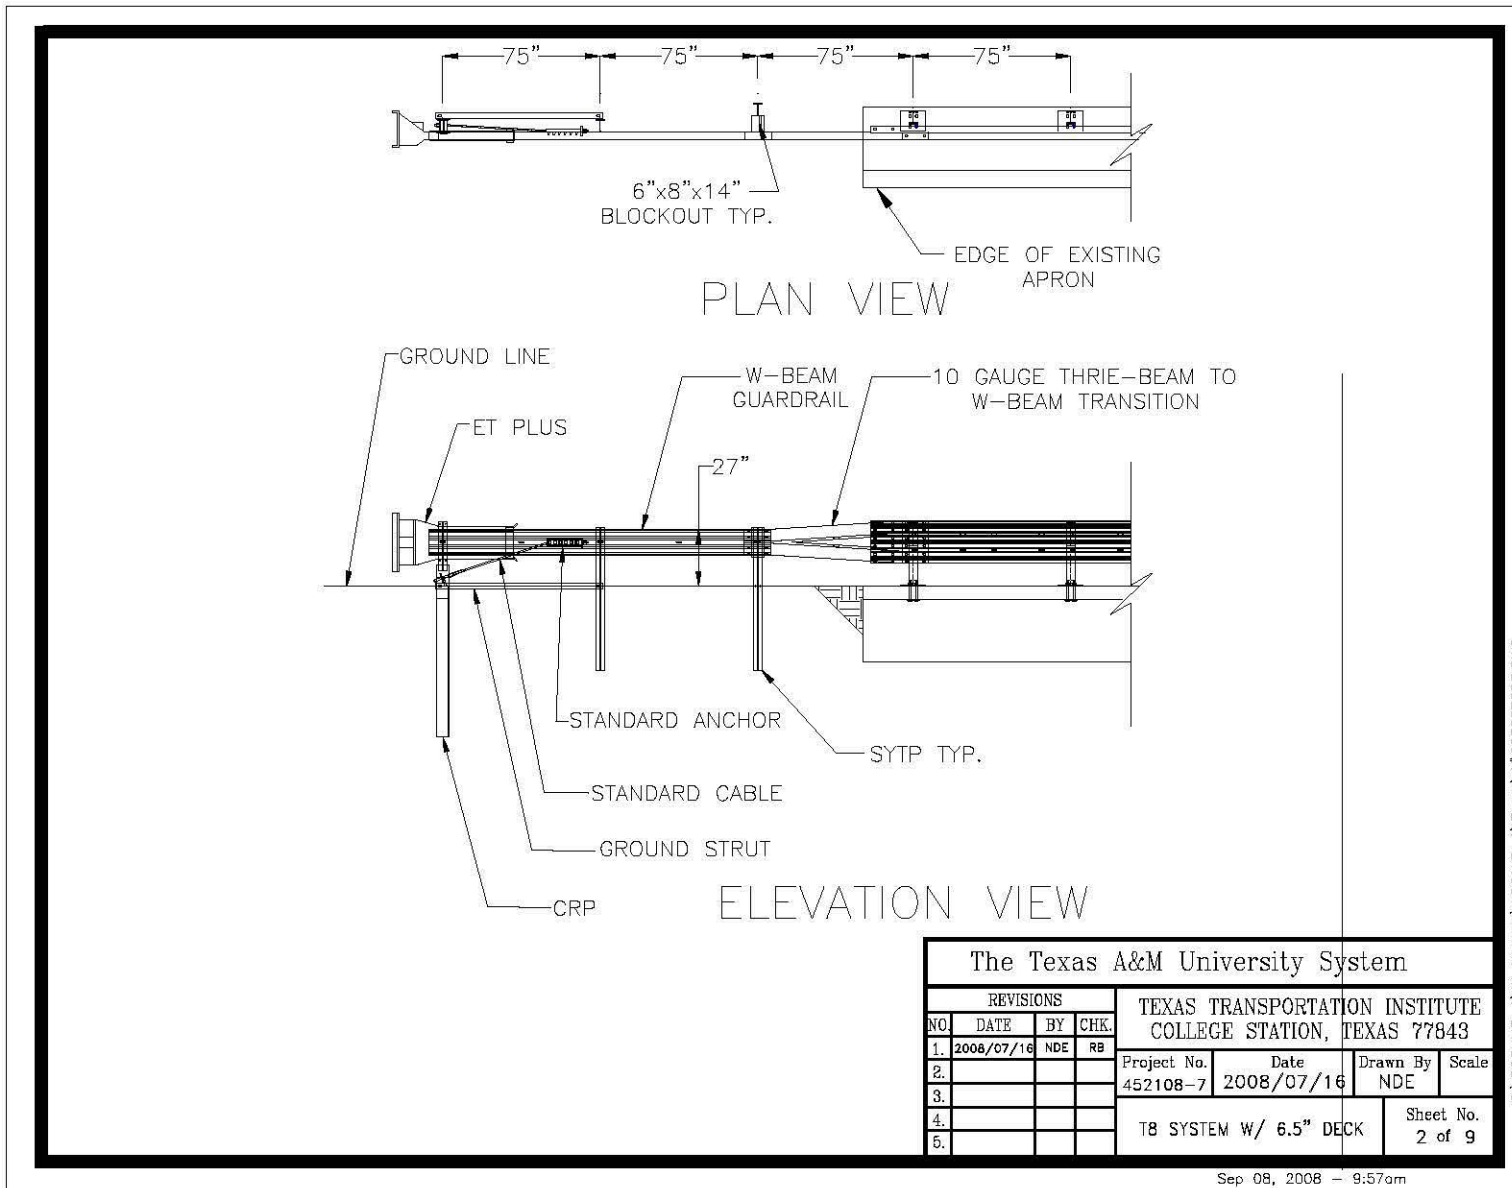 75" 75" 75" 75"
6"x8"x14"
BLOCKOUT TYP.
EDGE OF EXISTING
APRON
PLAN VIEW
GROUND LINE
W-BEAM
GUARDRAIL
10 GAUGE THRIE-BEAM TO
W-BEAM TRANSITION
ET PLUS
27"
STANDARD ANCHOR
SYTP TYP.
STANDARD CABLE
GROUND STRUT
CRP
ELEVATION VIEW
The Texas A&M University System
REVISIONS
NO. DATE BY CHK.
1. 2008/07/16 NDE RB
2.
3.
4.
5.
TEXAS TRANSPORTATION INSTITUTE
COLLEGE STATION, TEXAS 77843
Project No. Date Drawn By Scale
452108-7 2008/07/16 NDE
T8 SYSTEM W/ 6.5" DECK
Sheet No.
2 of 9
Sep 08, 2008 - 9:57am